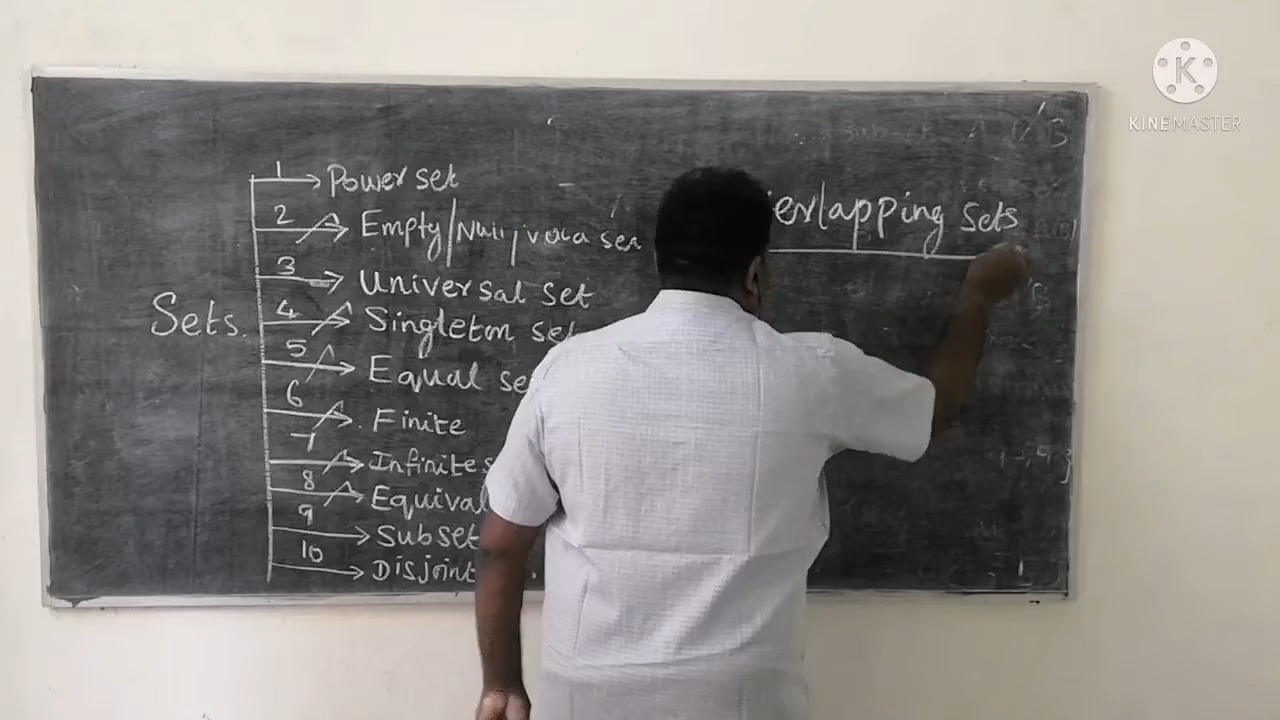 1 Power set
2 Empty/Null, void set
3 Universal set
Sets.
4 Singleton set
5 Equal se
6 Finite
7 Infinite s
8 Equival
9 Subset
10 Disjoint
erlapping Sets
KINEMASTER